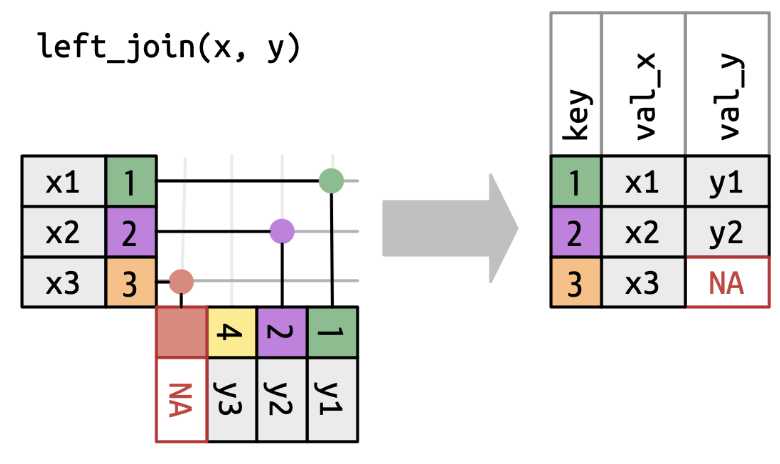 left_join(x, y)
key val_x val_y
x1 1
x2 2
x3 3
4 2 1
NA y3 y2 y1
1 x1 y1
2 x2 y2
3 x3 NA